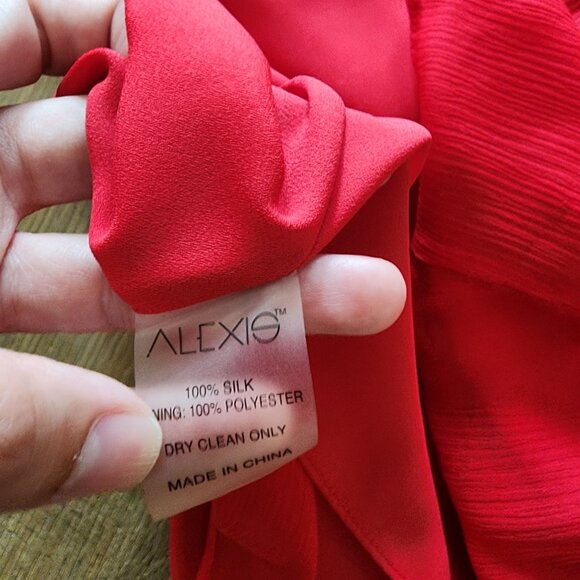 ALEXIS™
100% SILK
NING: 100% POLYESTER
DRY CLEAN ONLY
MADE IN CHINA